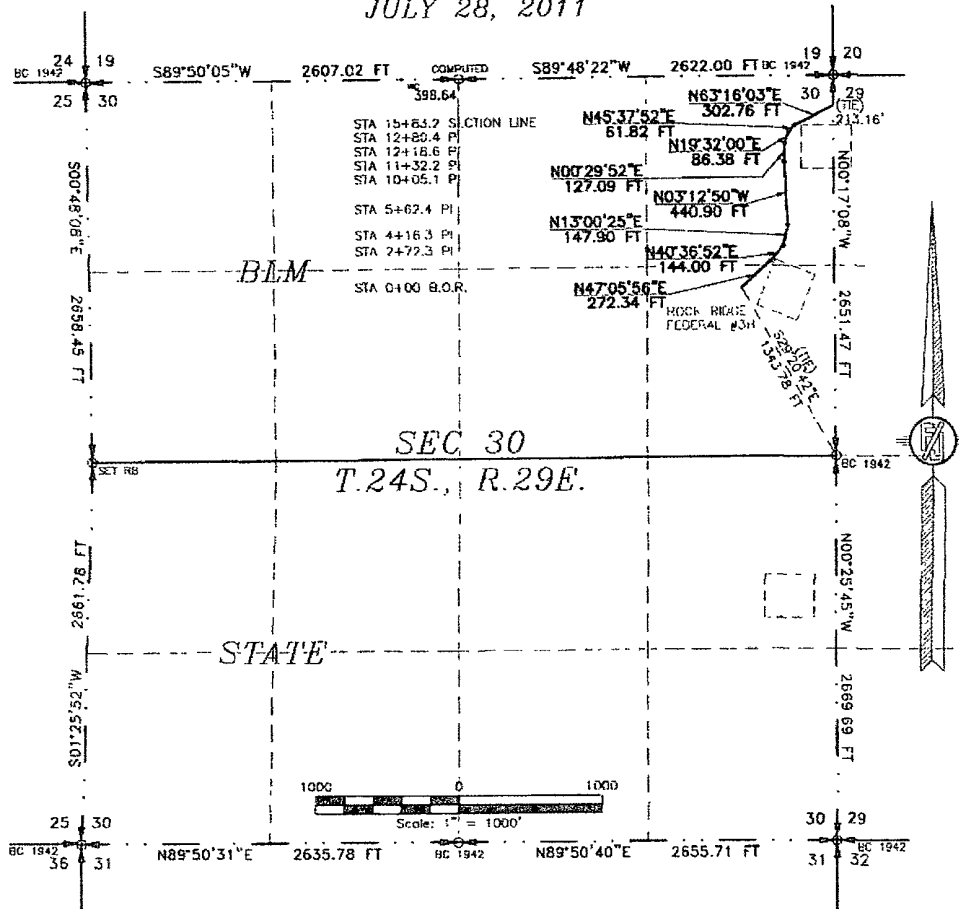 JULY 28, 2011
24 19
BC 1942
25 30
S89°50'05"W 2607.02 FT
COMPUTED
398.64
S89°48'22"W 2622.00 FT
BC 1942
19 20
30 29
(TIE)
213.16'
N63°16'03"E
302.76 FT
N45°37'52"E
61.82 FT
N19°32'00"E
86.38 FT
N00°29'52"E
127.09 FT
N03°12'50"W
440.90 FT
N13°00'25"E
147.90 FT
N40°36'52"E
144.00 FT
N47°05'56"E
272.34 FT
STA 15+63.2 SECTION LINE
STA 12+80.4 PI
STA 12+18.6 PI
STA 11+32.2 PI
STA 10+05.1 PI
STA 5+62.4 PI
STA 4+16.3 PI
STA 2+72.3 PI
STA 0+00 B.O.R.
S00°48'08"E
2658.45 FT
N00°17'08"W
2651.47 FT
BLM
ROCK RIDGE
FEDERAL #3H
(TIE)
S29°20'42"E
1343.78 FT
SEC 30
T.24S., R.29E.
SET RB
BC 1942
2661.78 FT
S01°25'52"W
N00°25'45"W
2669.69 FT
STATE
1000 0 1000
Scale: 1" = 1000'
25 30
BC 1942
36 31
N89°50'31"E 2635.78 FT
BC 1942
N89°50'40"E 2655.71 FT
30 29
BC 1942
31 32